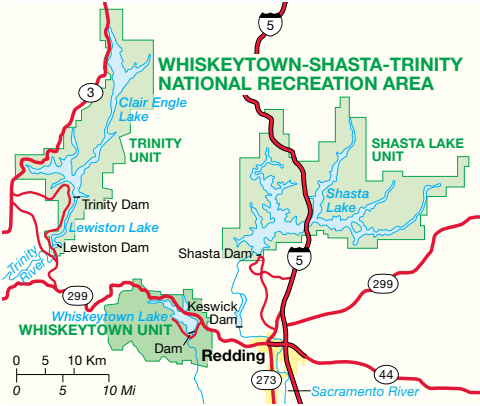 5
WHISKEYTOWN-SHASTA-TRINITY
NATIONAL RECREATION AREA
3
Clair Engle
Lake
TRINITY
UNIT
SHASTA LAKE
UNIT
Shasta
Lake
Trinity Dam
Lewiston Lake
Lewiston Dam
Trinity
River
Shasta Dam
5
299
299
Keswick
Dam
Whiskeytown Lake
WHISKEYTOWN UNIT
Dam
Redding
0 5 10 Km
0 5 10 Mi
273
44
Sacramento River